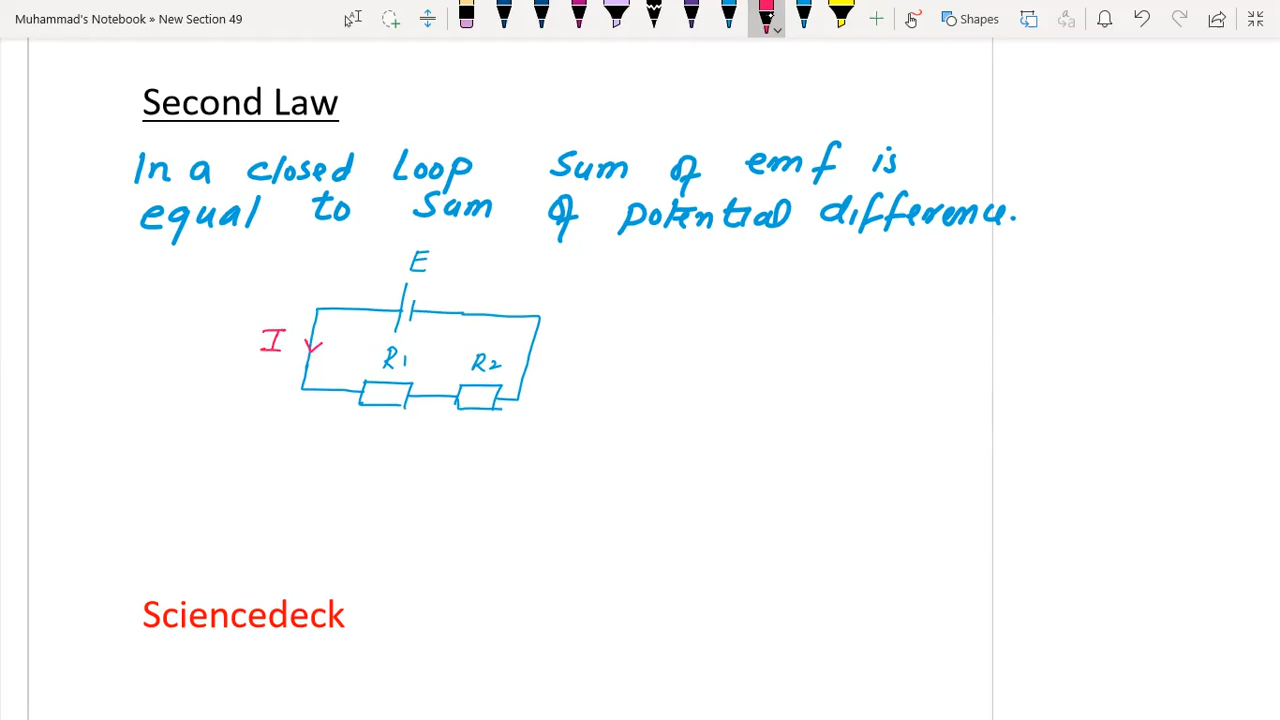 Muhammad's Notebook » New Section 49
Shapes
Second Law
In a closed Loop Sum of emf is
equal to Sum of potential difference.
E
I
R1
R2
Sciencedeck